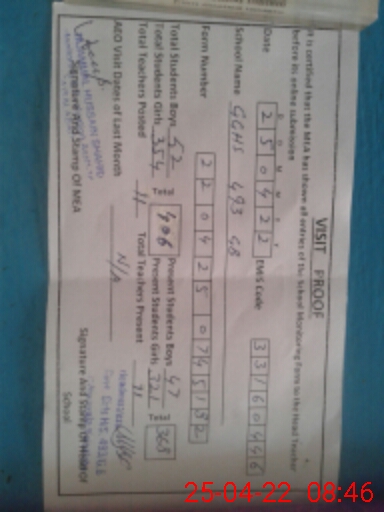 VISIT PROOF
It is certified that the MEA has shown all entries of the School Monitoring Form to the Head Teacher
before its online submission
D D M M Y Y
Date 2 5 0 4 2 2 EMIS Code 3 3 1 6 0 4 4 6
School Name GGHS 493 GB
Form Number 2 2 0 4 2 5 0 7 4 5 1 3 2
Total Students Boys 52 Present Students Boys 47
Total Students Girls 354 Total 406 Present Students Girls 321 Total 368
Total Teachers Posted 11 Total Teachers Present
AEO Visit Dates of Last Month N/A
Signature And Stamp Of MEA
Signature And Stamp Of Head of
School
25-04-22 08:46